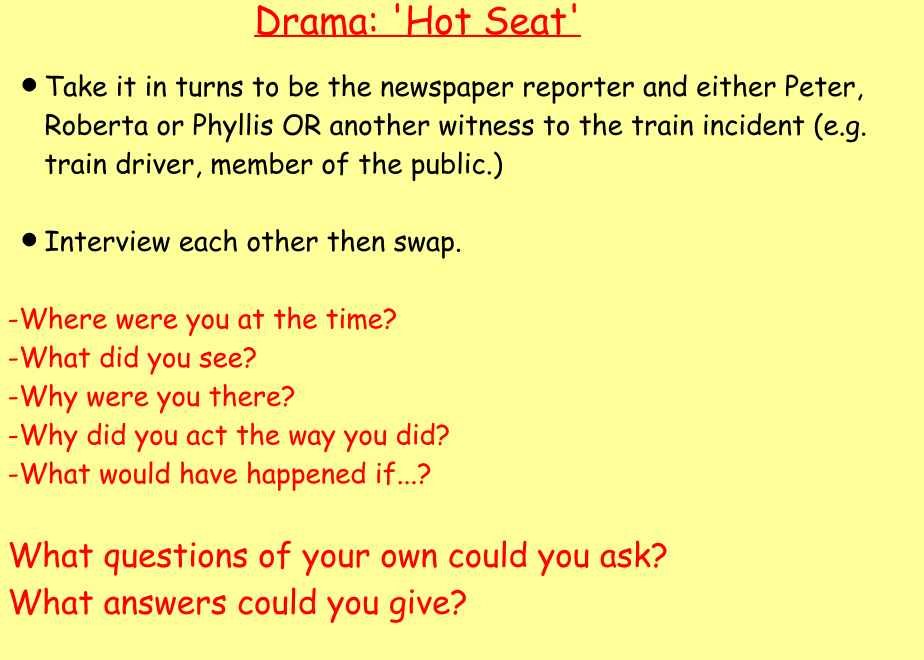 Drama: 'Hot Seat'
• Take it in turns to be the newspaper reporter and either Peter,
Roberta or Phyllis OR another witness to the train incident (e.g.
train driver, member of the public.)
• Interview each other then swap.
-Where were you at the time?
-What did you see?
-Why were you there?
-Why did you act the way you did?
-What would have happened if...?
What questions of your own could you ask?
What answers could you give?